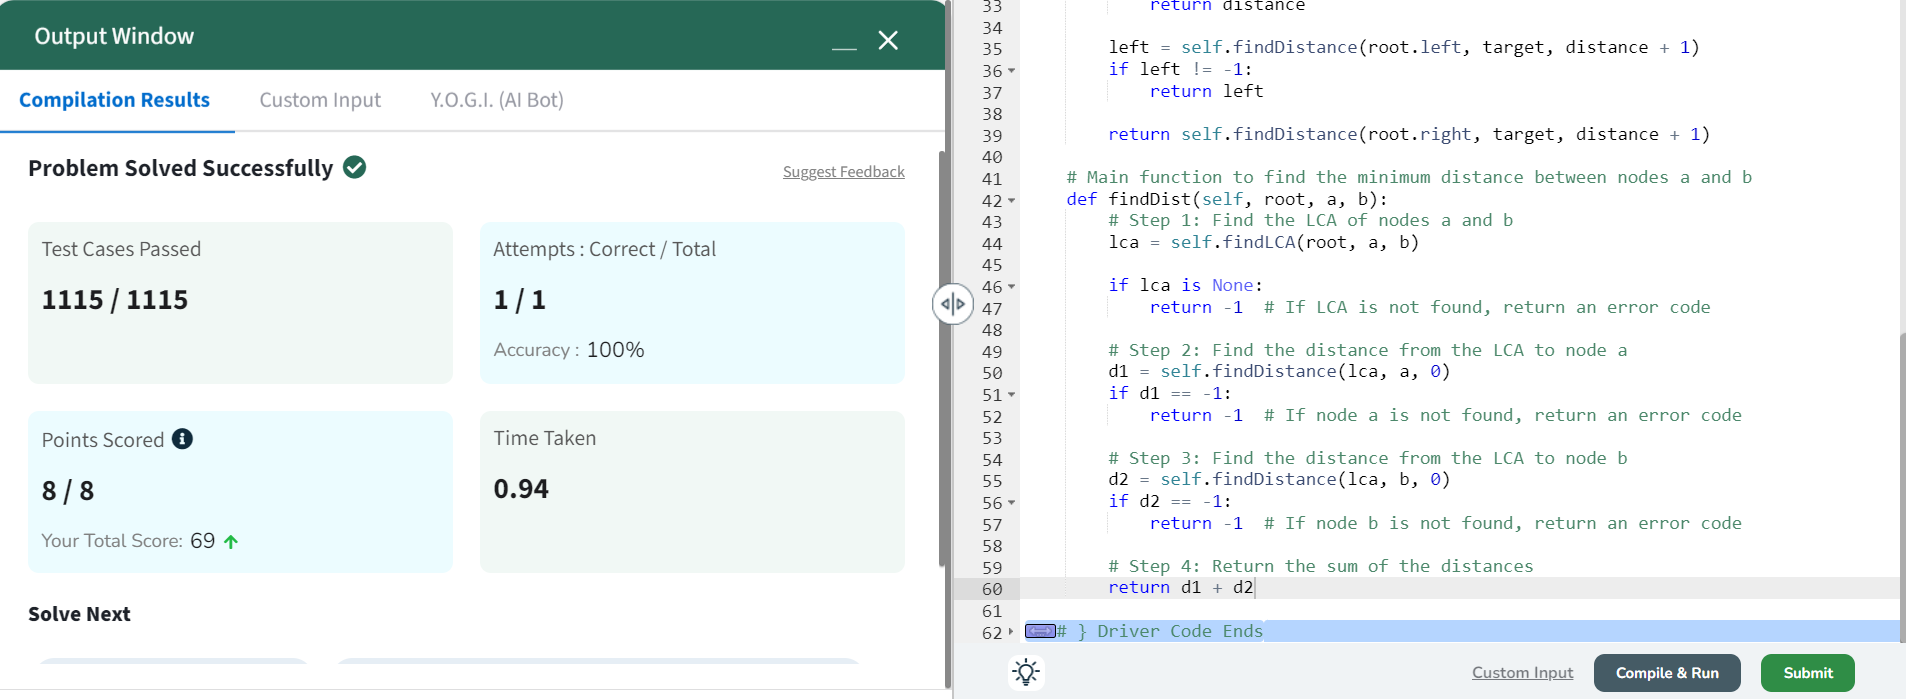 Output Window
Compilation Results
Custom Input
Y.O.G.I. (AI Bot)
Problem Solved Successfully
Suggest Feedback
Test Cases Passed
1115 / 1115
Attempts : Correct / Total
1 / 1
Accuracy : 100%
Points Scored
8 / 8
Your Total Score: 69
Time Taken
0.94
Solve Next
33 return distance
34
35 left = self.findDistance(root.left, target, distance + 1)
36 if left != -1:
37 return left
38
39 return self.findDistance(root.right, target, distance + 1)
40
41 # Main function to find the minimum distance between nodes a and b
42 def findDist(self, root, a, b):
43 # Step 1: Find the LCA of nodes a and b
44 lca = self.findLCA(root, a, b)
45
46 if lca is None:
47 return -1 # If LCA is not found, return an error code
48
49 # Step 2: Find the distance from the LCA to node a
50 d1 = self.findDistance(lca, a, 0)
51 if d1 == -1:
52 return -1 # If node a is not found, return an error code
53
54 # Step 3: Find the distance from the LCA to node b
55 d2 = self.findDistance(lca, b, 0)
56 if d2 == -1:
57 return -1 # If node b is not found, return an error code
58
59 # Step 4: Return the sum of the distances
60 return d1 + d2
61
62 # } Driver Code Ends
Custom Input
Compile & Run
Submit